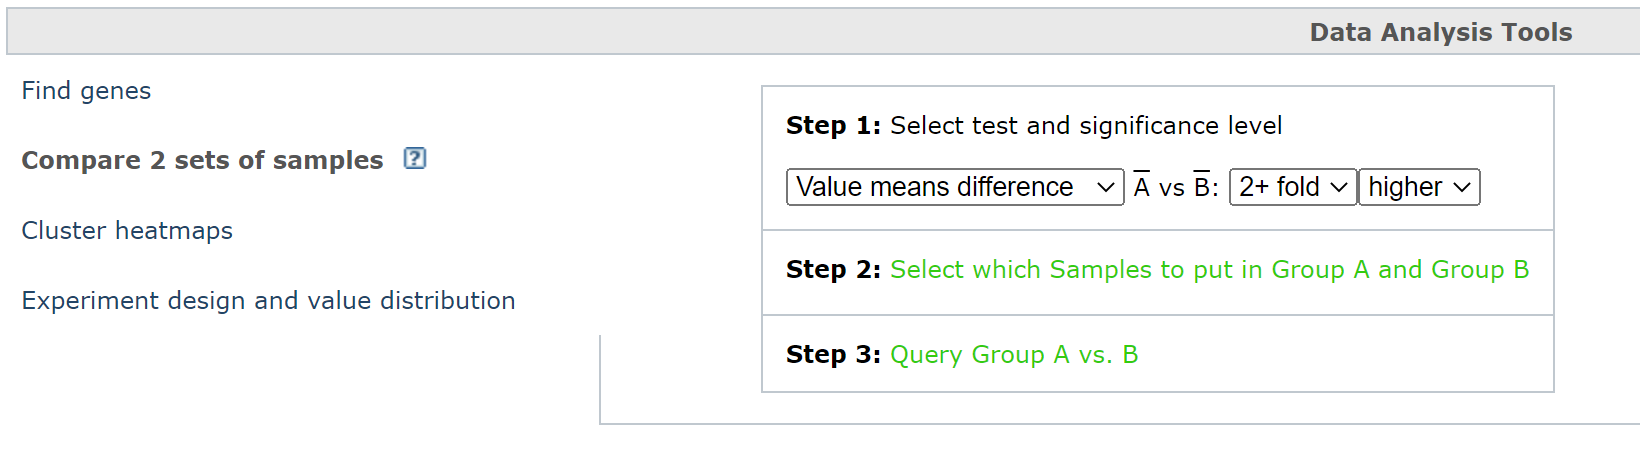 Data Analysis Tools
Find genes
Compare 2 sets of samples ?
Cluster heatmaps
Experiment design and value distribution
Step 1: Select test and significance level
Value means difference A̅ vs B̅: 2+ fold higher
Step 2: Select which Samples to put in Group A and Group B
Step 3: Query Group A vs. B